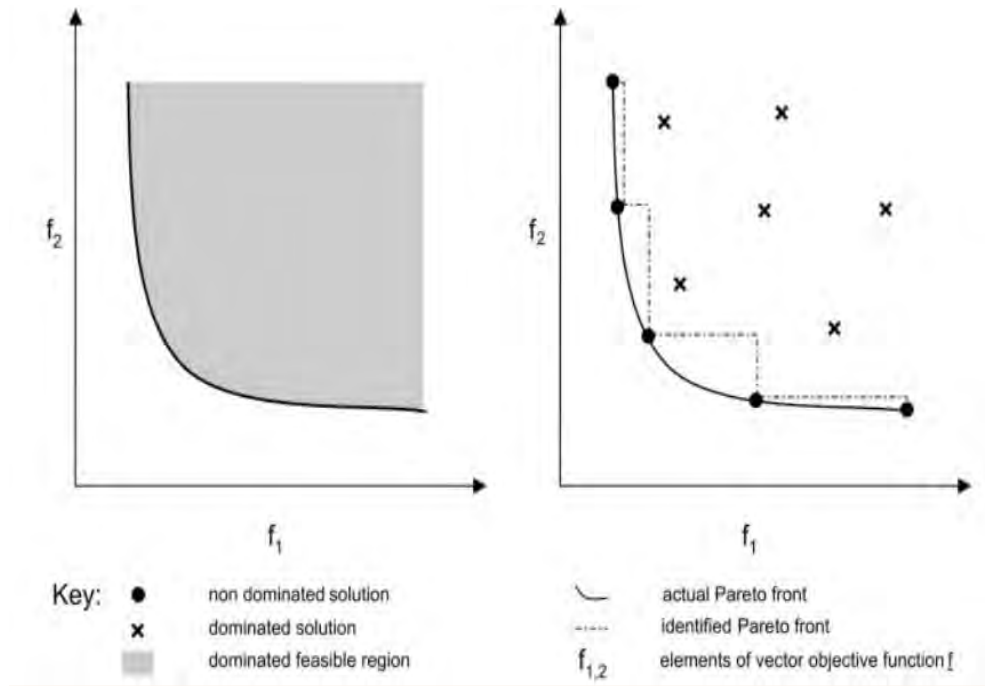 f2
f1
f2
f1
Key:
non dominated solution
dominated solution
dominated feasible region
actual Pareto front
identified Pareto front
f1,2 elements of vector objective function f